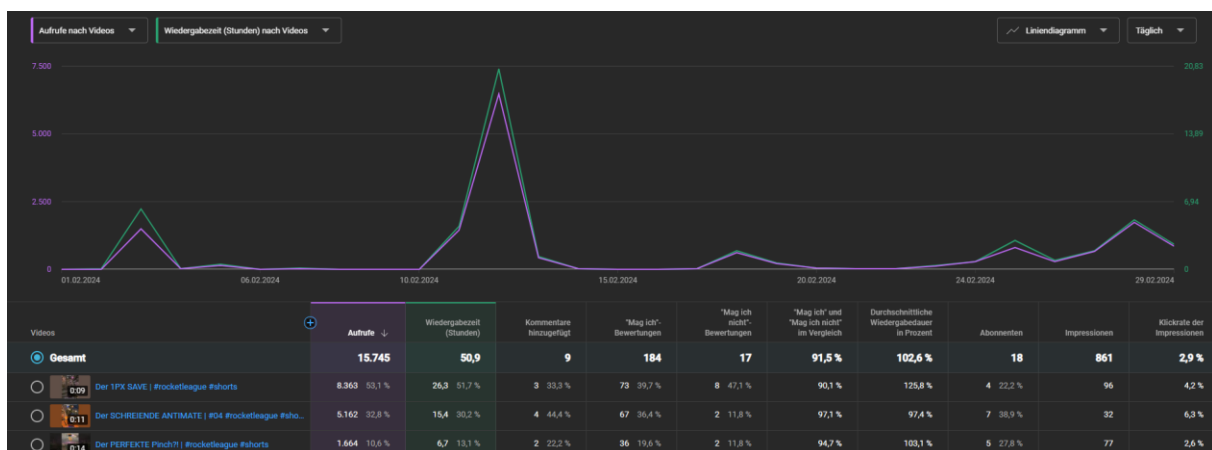 Aufrufe nach Videos Wiedergabezeit (Stunden) nach Videos Liniendiagramm Täglich
7.500 20,83
5.000 13,89
2.500 6,94
0 0
01.02.2024 06.02.2024 10.02.2024 15.02.2024 20.02.2024 24.02.2024 29.02.2024
Videos Aufrufe Wiedergabezeit (Stunden) Kommentare hinzugefügt "Mag ich"-Bewertungen "Mag ich nicht"-Bewertungen "Mag ich" und "Mag ich nicht" im Vergleich Durchschnittliche Wiedergabedauer in Prozent Abonnenten Impressionen Klickrate der Impressionen
Gesamt 15.745 50,9 9 184 17 91,5 % 102,6 % 18 861 2,9 %
0:09 Der 1PX SAVE | #rocketleague #shorts 8.363 53,1 % 26,3 51,7 % 3 33,3 % 73 39,7 % 8 47,1 % 90,1 % 125,8 % 4 22,2 % 96 4,2 %
0:11 Der SCHREIENDE ANTIMATE | #04 #rocketleague #sho... 5.162 32,8 % 15,4 30,2 % 4 44,4 % 67 36,4 % 2 11,8 % 97,1 % 97,4 % 7 38,9 % 32 6,3 %
0:14 Der PERFEKTE Pinch?! | #rocketleague #shorts 1.664 10,6 % 6,7 13,1 % 2 22,2 % 36 19,6 % 2 11,8 % 94,7 % 103,1 % 5 27,8 % 77 2,6 %